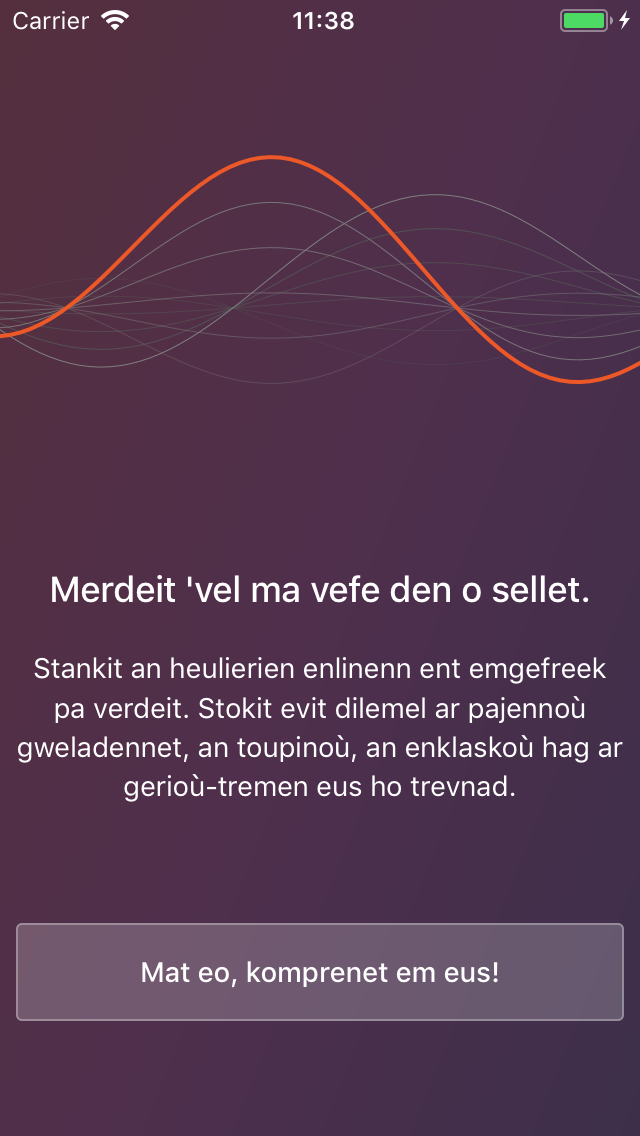 Carrier 11:38
Merdeit 'vel ma vefe den o sellet.
Stankit an heulierien enlinenn ent emgefreek
pa verdeit. Stokit evit dilemel ar pajennoù
gweladennet, an toupinoù, an enklaskoù hag ar
gerioù-tremen eus ho trevnad.
Mat eo, komprenet em eus!